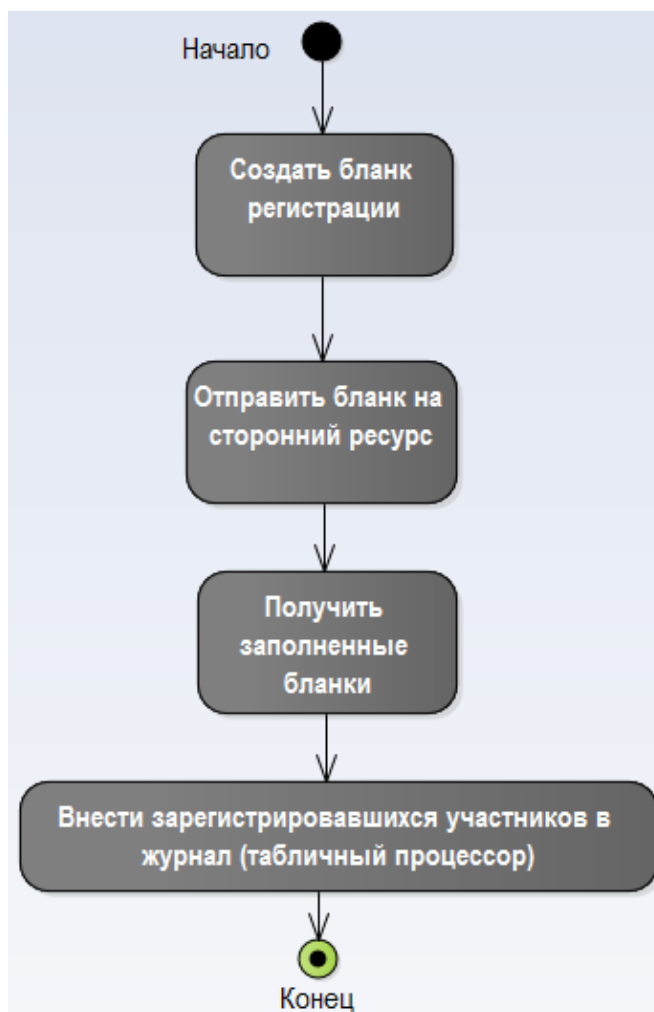 Начало
Создать бланк
регистрации
Отправить бланк на
сторонний ресурс
Получить
заполненные
бланки
Внести зарегистрировавшихся участников в
журнал (табличный процессор)
Конец